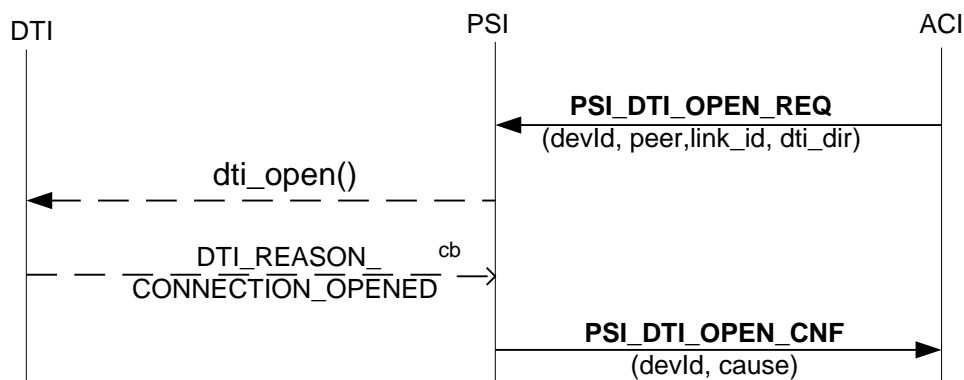 DTI
PSI
ACI
PSI_DTI_OPEN_REQ
(devId, peer,link_id, dti_dir)
dti_open()
DTI_REASON_
cb
CONNECTION_OPENED
PSI_DTI_OPEN_CNF
(devId, cause)